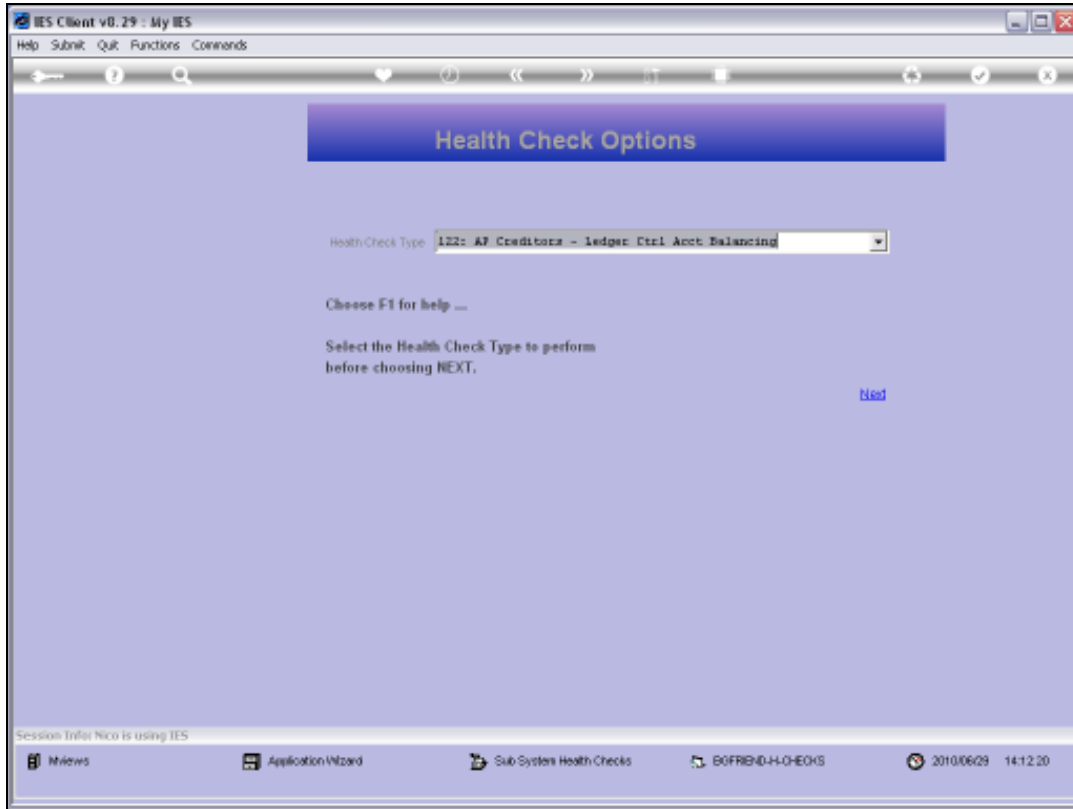 IES Client v8.29 : My IES
Help Submit Quit Functions Commands
Health Check Options
Health Check Type 122: AP Creditors - Ledger Ctrl Acct Balancing
Choose F1 for help ...
Select the Health Check Type to perform
before choosing NEXT.
Next
Session Info: Nico is using IES
Mviews Application Wizard Sub System Health Checks BGFRIEND-H-CHECKS 2010/06/29 14:12:20